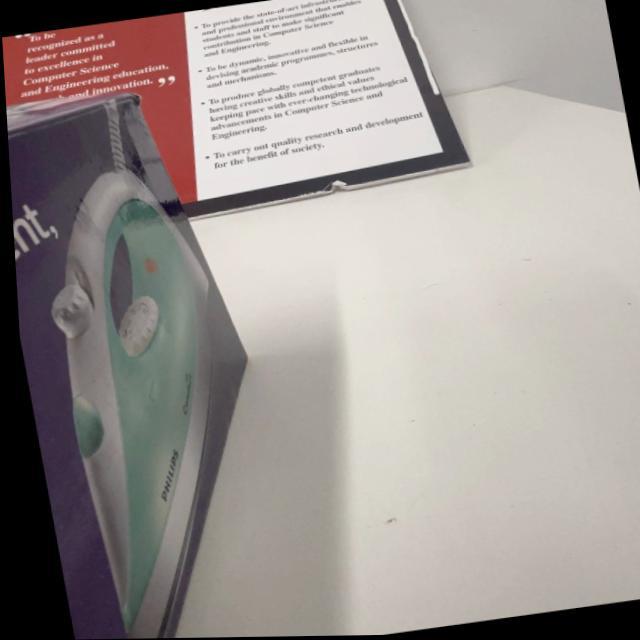 "To be
recognized as a
leader committed
to excellence in
Computer Science
and Engineering education,
and innovation. ”
• To provide the state-of-art
and professional environment that enables
students and staff to make significant
contribution in Computer Science
and Engineering.
• To be dynamic, innovative and flexible in
devising academic programmes, structures
and mechanisms.
• To produce globally competent graduates
having creative skills and ethical values
keeping pace with ever-changing technological
advancements in Computer Science and
Engineering.
• To carry out quality research and development
for the benefit of society.
nt,
PHILIPS